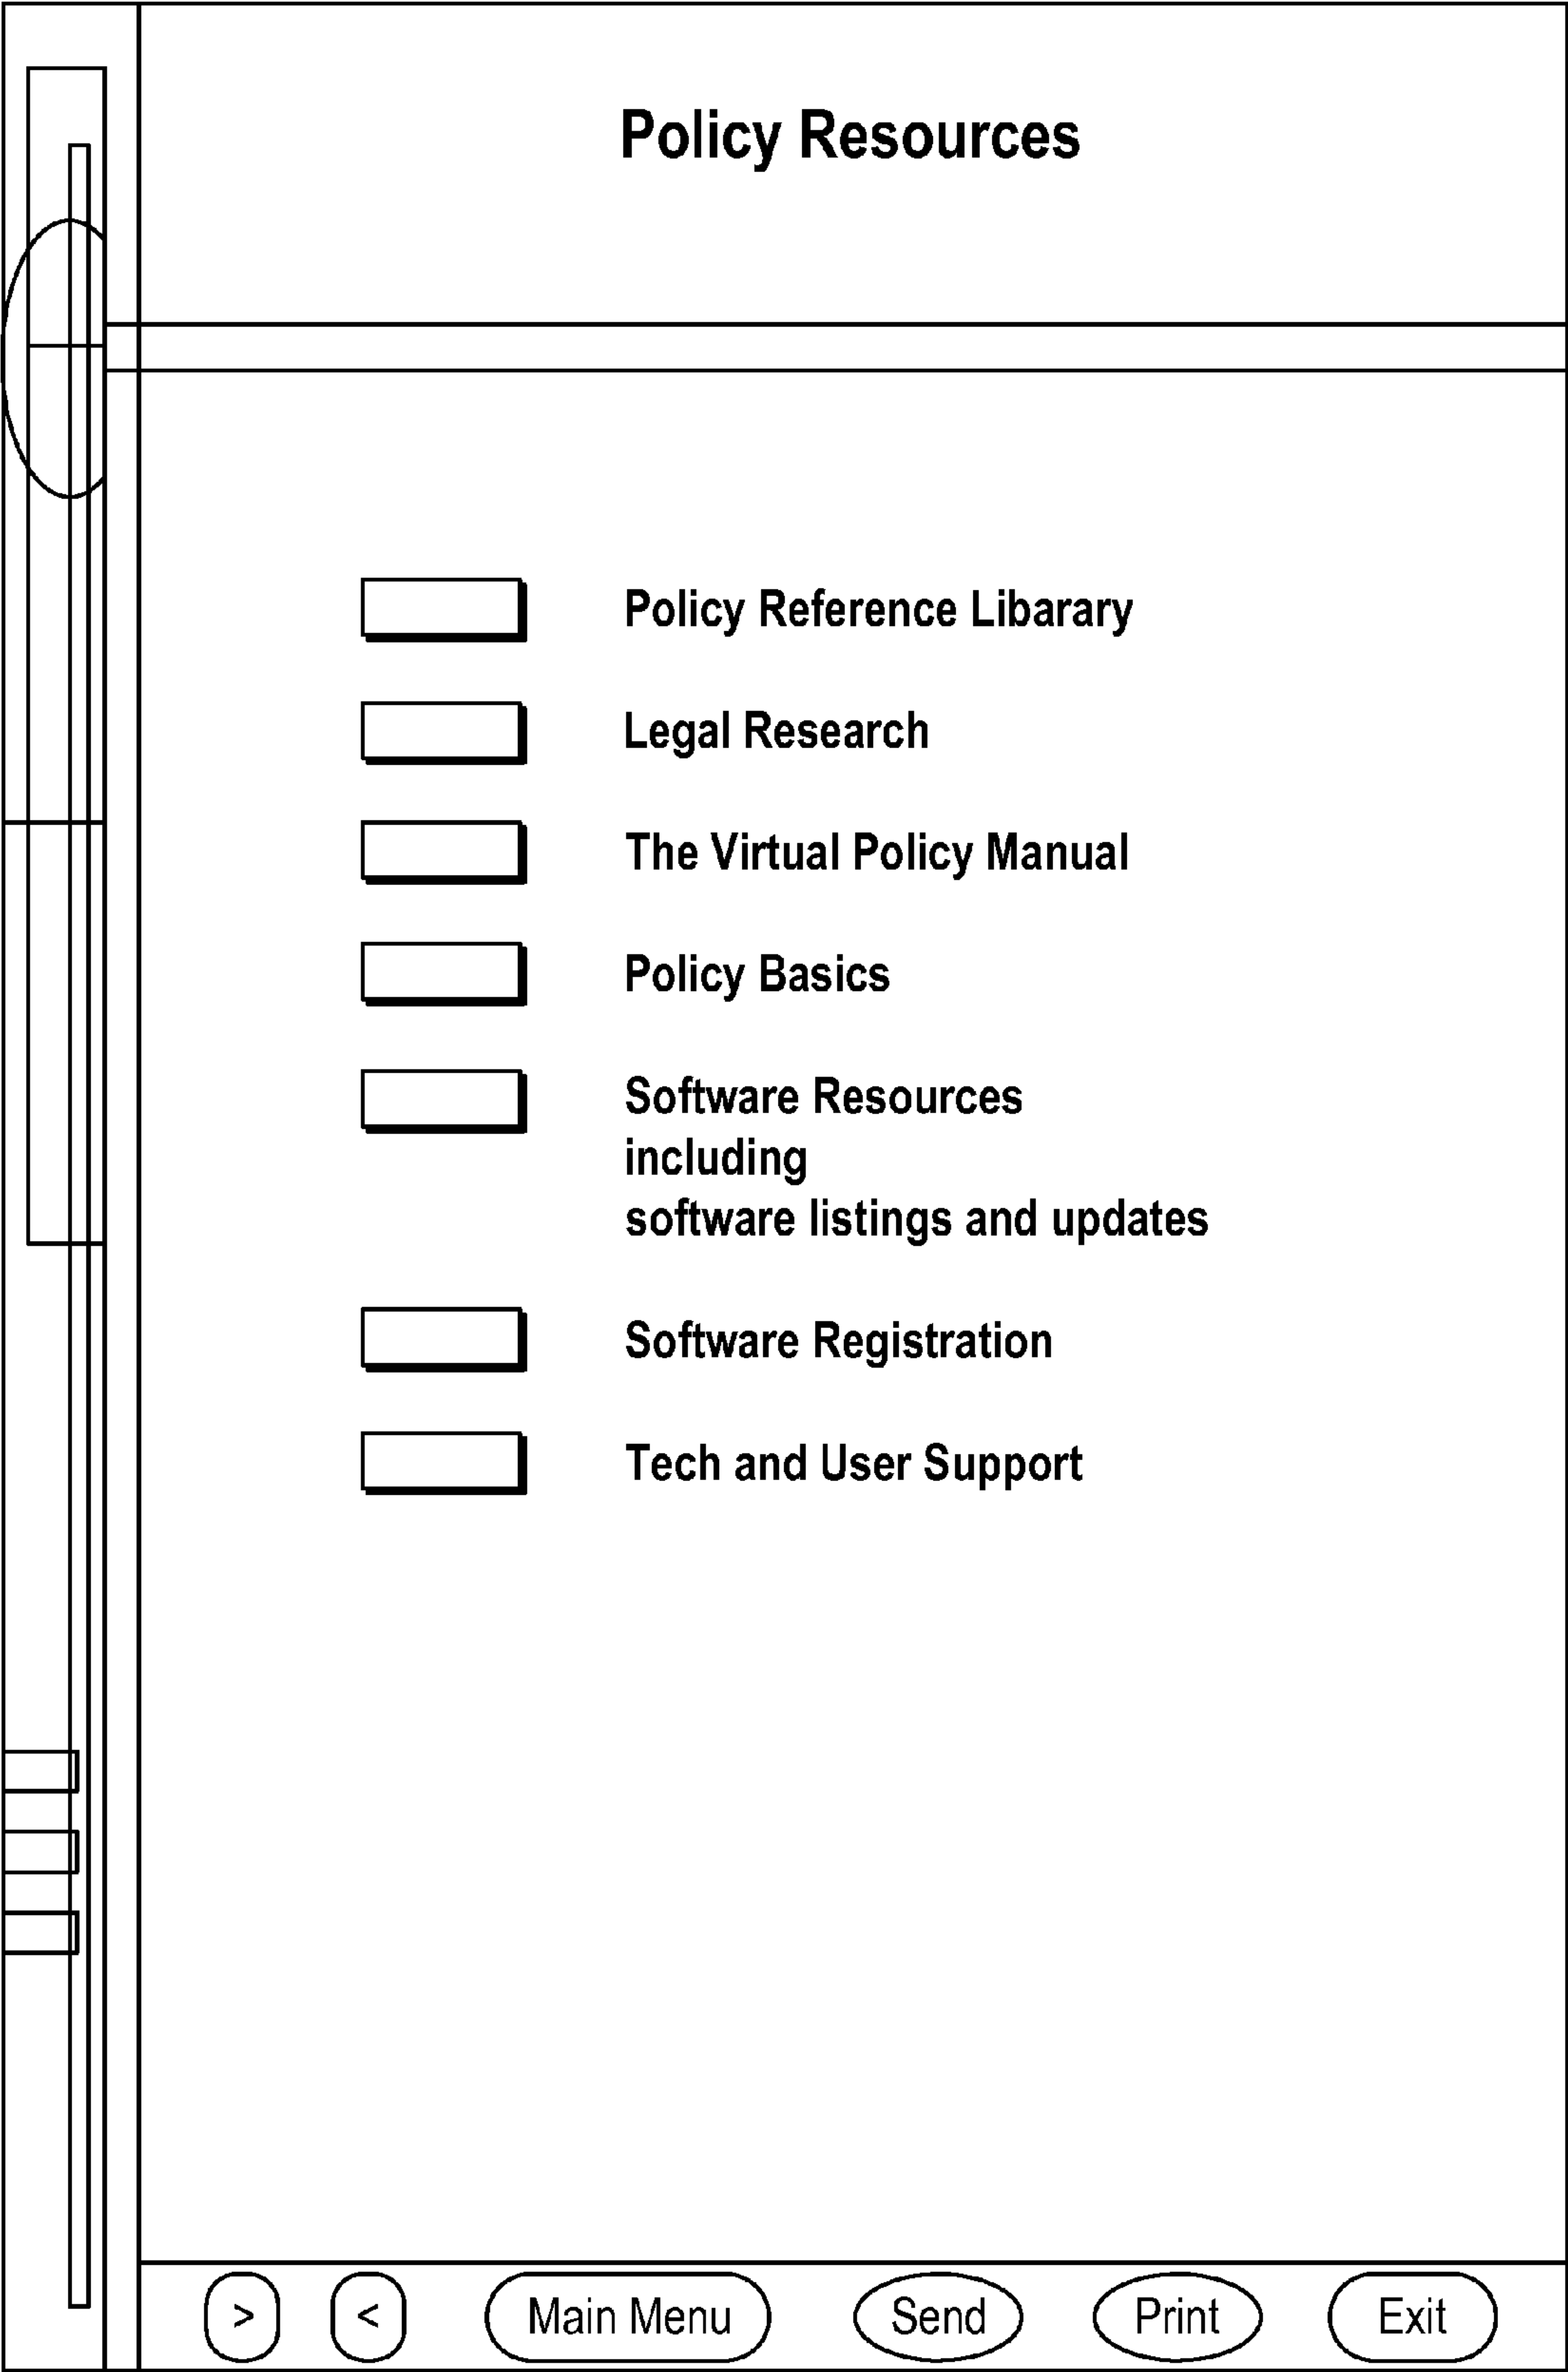 Policy Resources
Policy Reference Libarary
Legal Research
The Virtual Policy Manual
Policy Basics
Software Resources
including
software listings and updates
Software Registration
Tech and User Support
> < Main Menu Send Print Exit